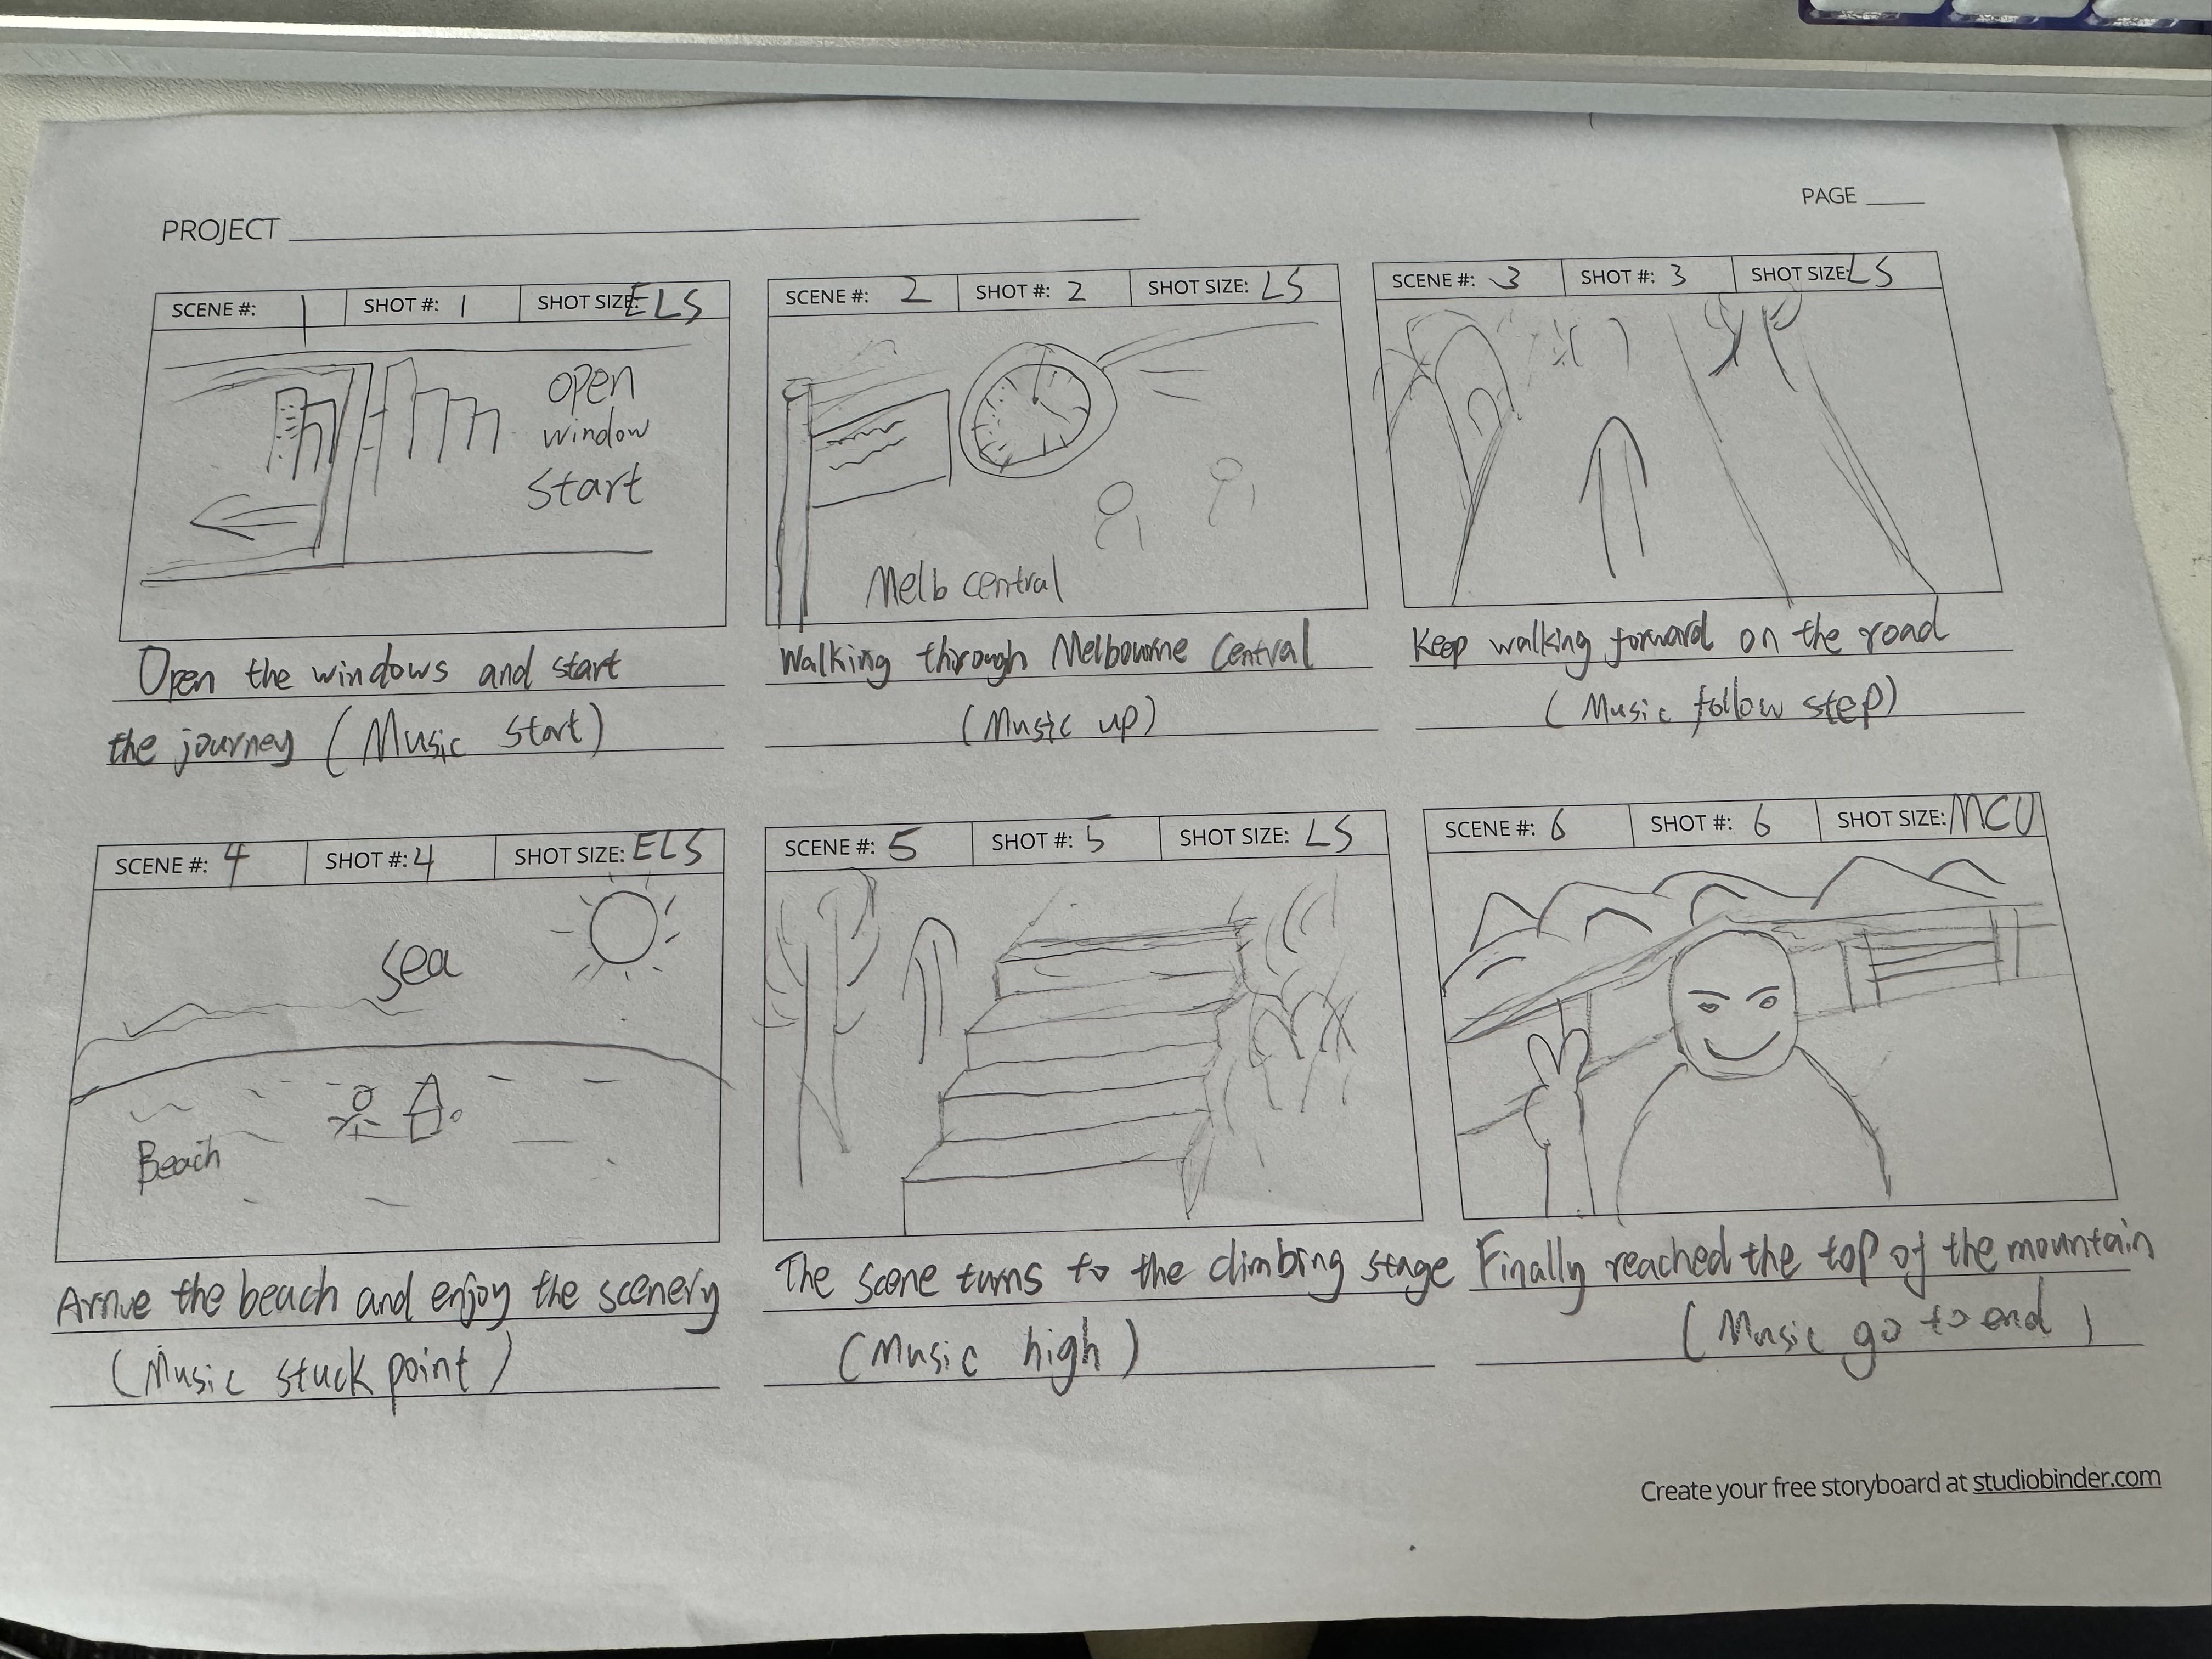 PROJECT
PAGE
SCENE #: 1 SHOT #: 1 SHOT SIZE: ELS
open
window
start
Open the windows and start
the journey (Music start)
SCENE #: 2 SHOT #: 2 SHOT SIZE: LS
Melb central
Walking through Melbourne Central
(Music up)
SCENE #: 3 SHOT #: 3 SHOT SIZE: LS
Keep walking forward on the road
(Music follow step)
SCENE #: 4 SHOT #: 4 SHOT SIZE: ELS
Sea
Beach
Arrive the beach and enjoy the scenery
(Music stuck point)
SCENE #: 5 SHOT #: 5 SHOT SIZE: LS
The scene turns to the climbing stage
(Music high)
SCENE #: 6 SHOT #: 6 SHOT SIZE: MCU
Finally reached the top of the mountain
(Music go to end)
Create your free storyboard at studiobinder.com